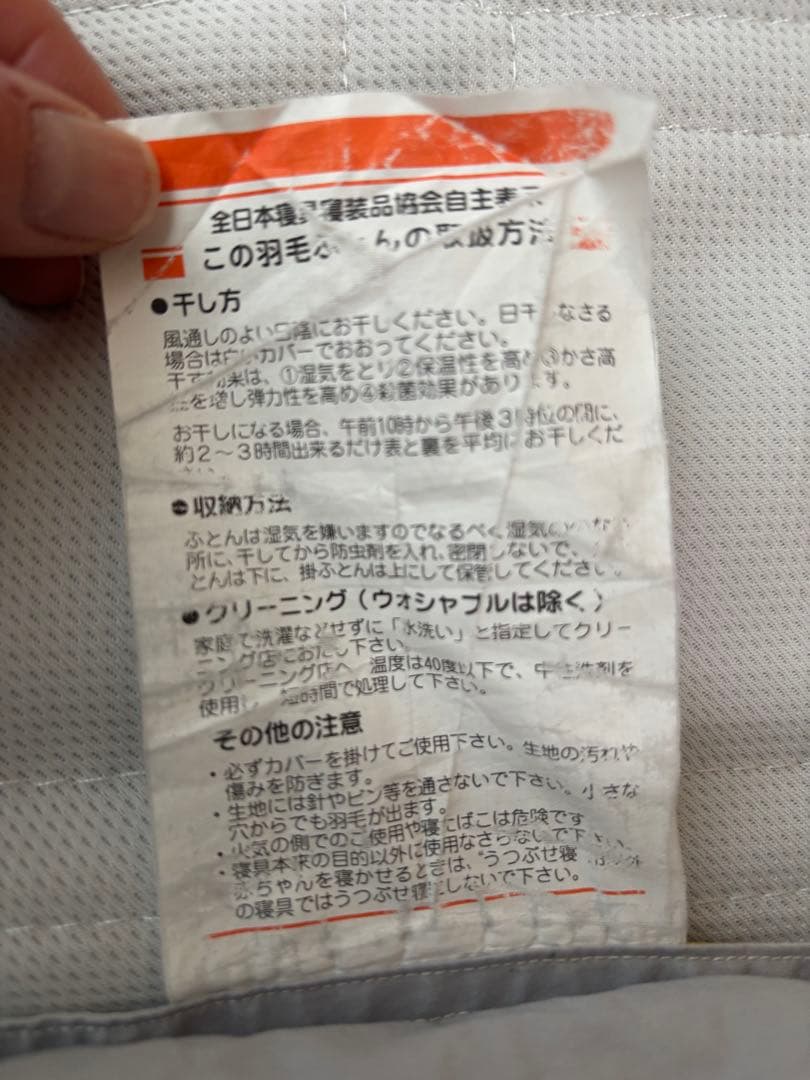 全日本寝具寝装品協会自主表示
この羽毛ふとんの取扱方法
●干し方
風通しのよい日陰にお干しください。日干しなさる
場合は白いカバーでおおってください。
干す効果は、①湿気をとり②保温性を高め③かさ高
を増し弾力性を高め④殺菌効果があります。
お干しになる場合、午前10時から午後3時位の間に、
約2〜3時間出来るだけ表と裏を平均にお干しくだ
さい。
●収納方法
ふとんは湿気を嫌いますのでなるべく湿気の少ない
所に、干してから防虫剤を入れ、密閉しないで、
とんは下に、掛ふとんは上にして保管してください。
●クリーニング(ウォシャブルは除く)
家庭で洗濯などせずに「水洗い」と指定してクリー
ニング店にお出し下さい。
クリーニング店へ 温度は40度以下で、中性洗剤を
使用し 短時間で処理して下さい。
その他の注意
・必ずカバーを掛けてご使用下さい。生地の汚れや
傷みを防ぎます。
・生地には針やピン等を通さないで下さい。小さな
穴からでも羽毛が出ます。
・火気の側でのご使用や寝たばこは危険です
・寝具本来の目的以外に使用なさらないで下さい。
赤ちゃんを寝かせるときは、"うつぶせ寝
の寝具ではうつぶせ寝にしないで下さい。